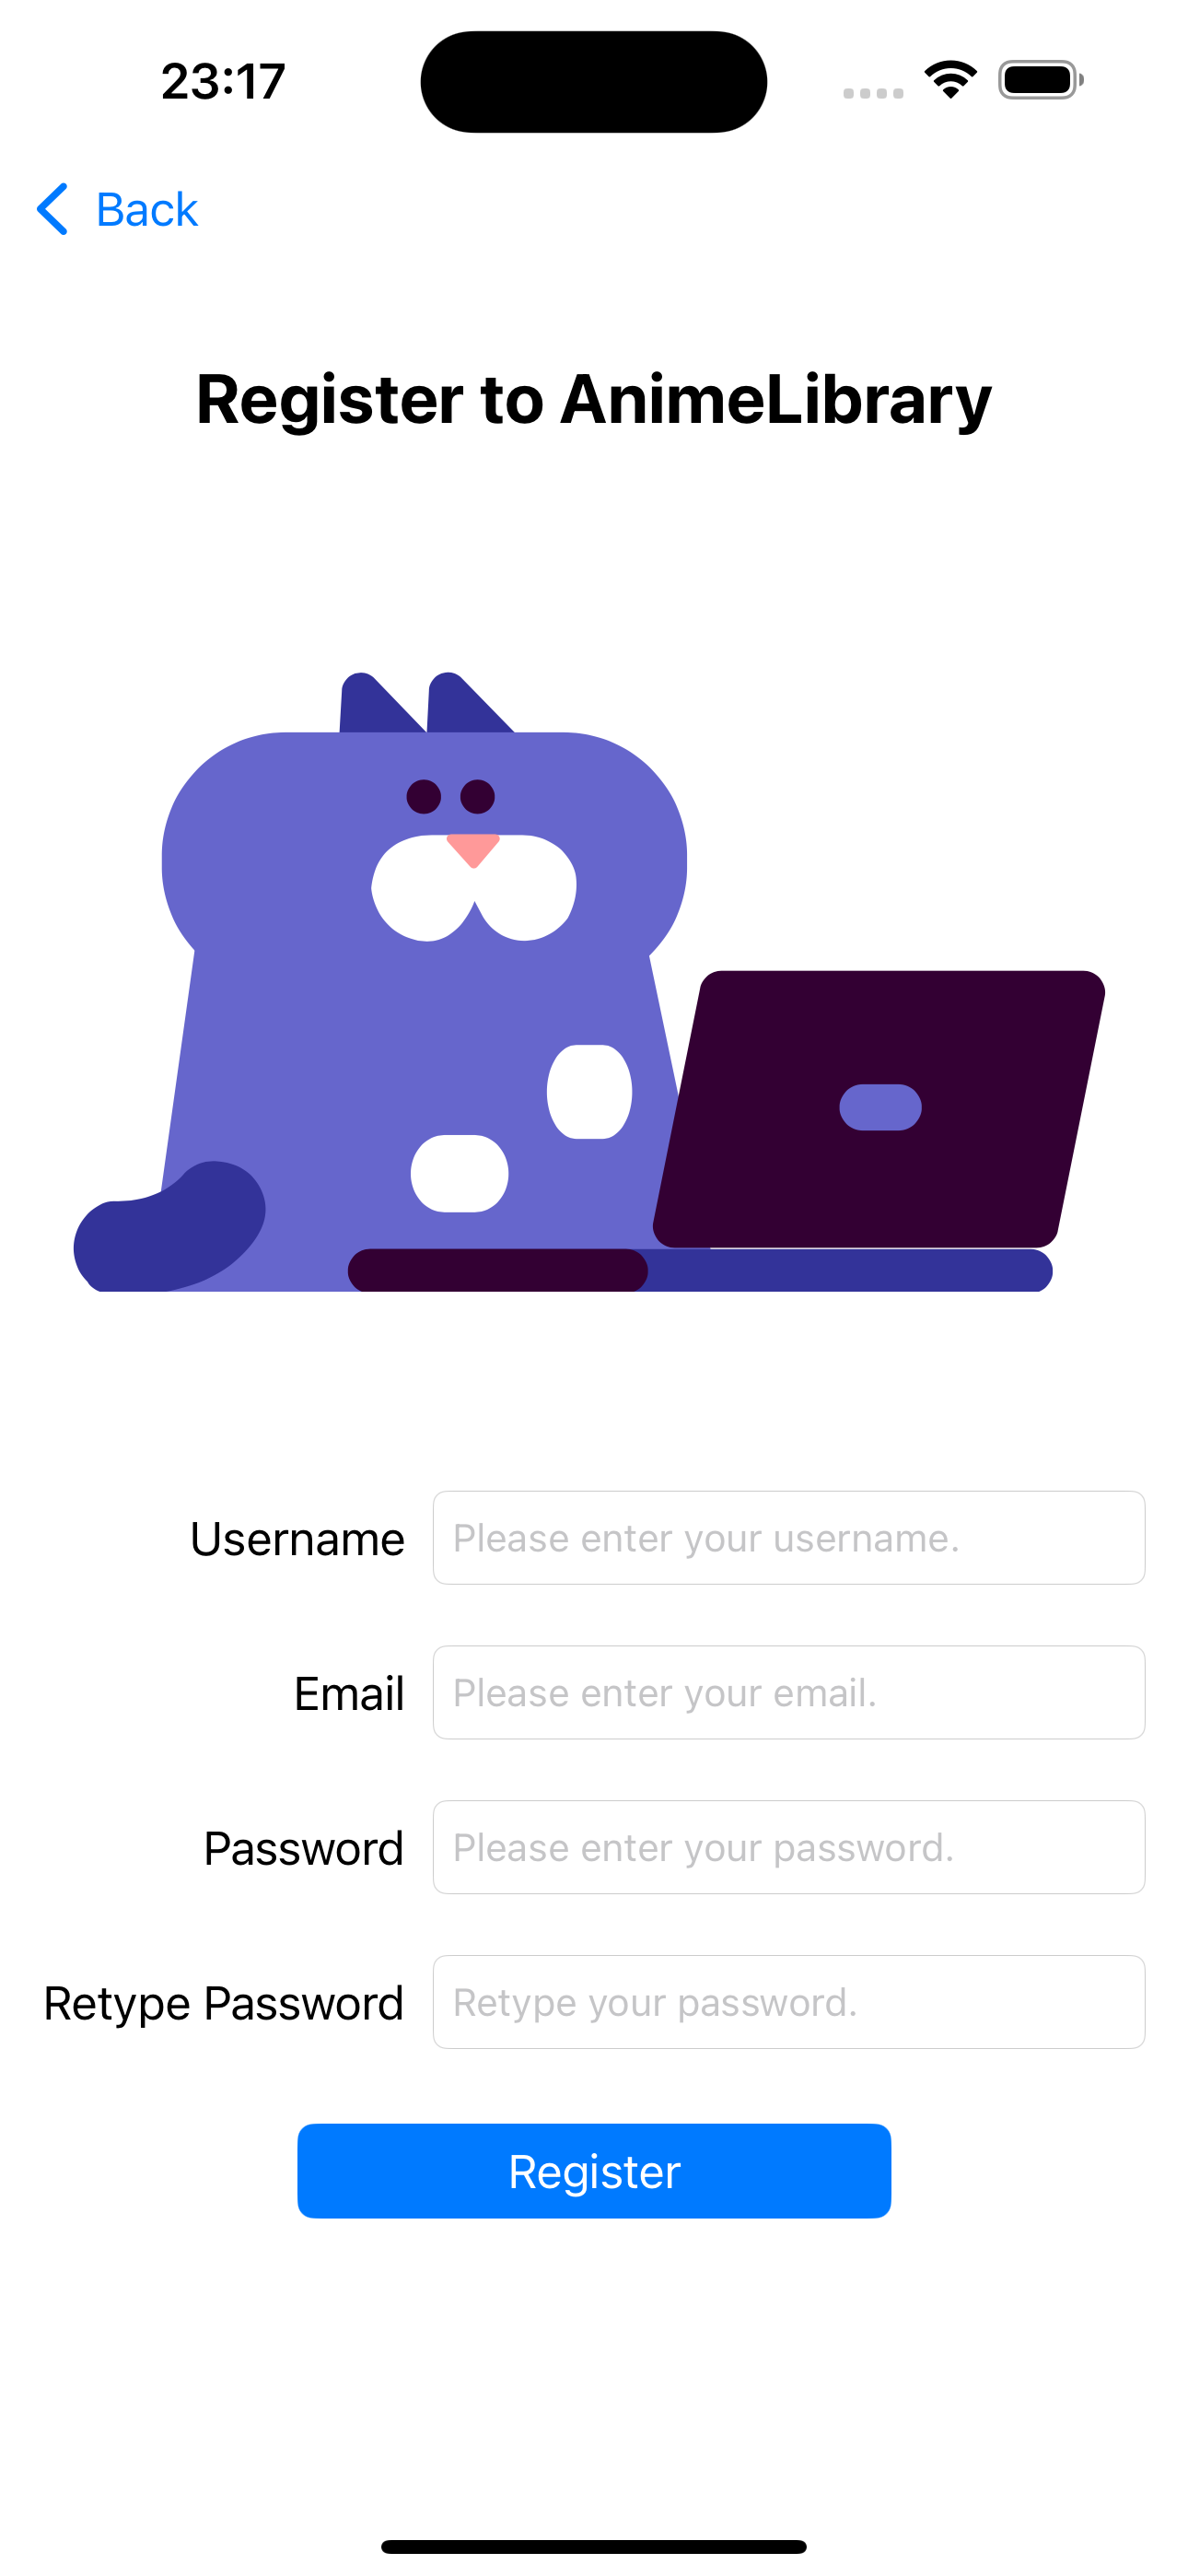 23:17
Back
Register to AnimeLibrary
Username Please enter your username.
Email Please enter your email.
Password Please enter your password.
Retype Password Retype your password.
Register